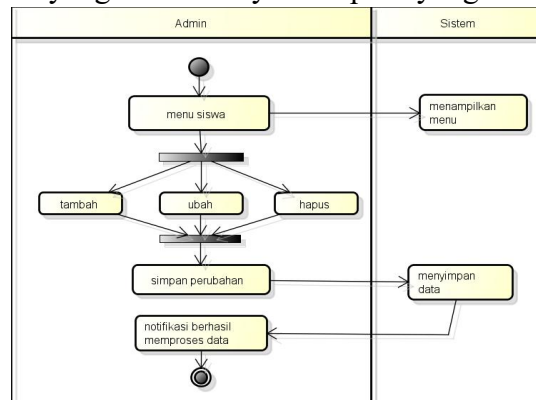 Admin
Sistem
menu siswa
menampilkan
menu
tambah
ubah
hapus
simpan perubahan
menyimpan
data
notifikasi berhasil
memproses data